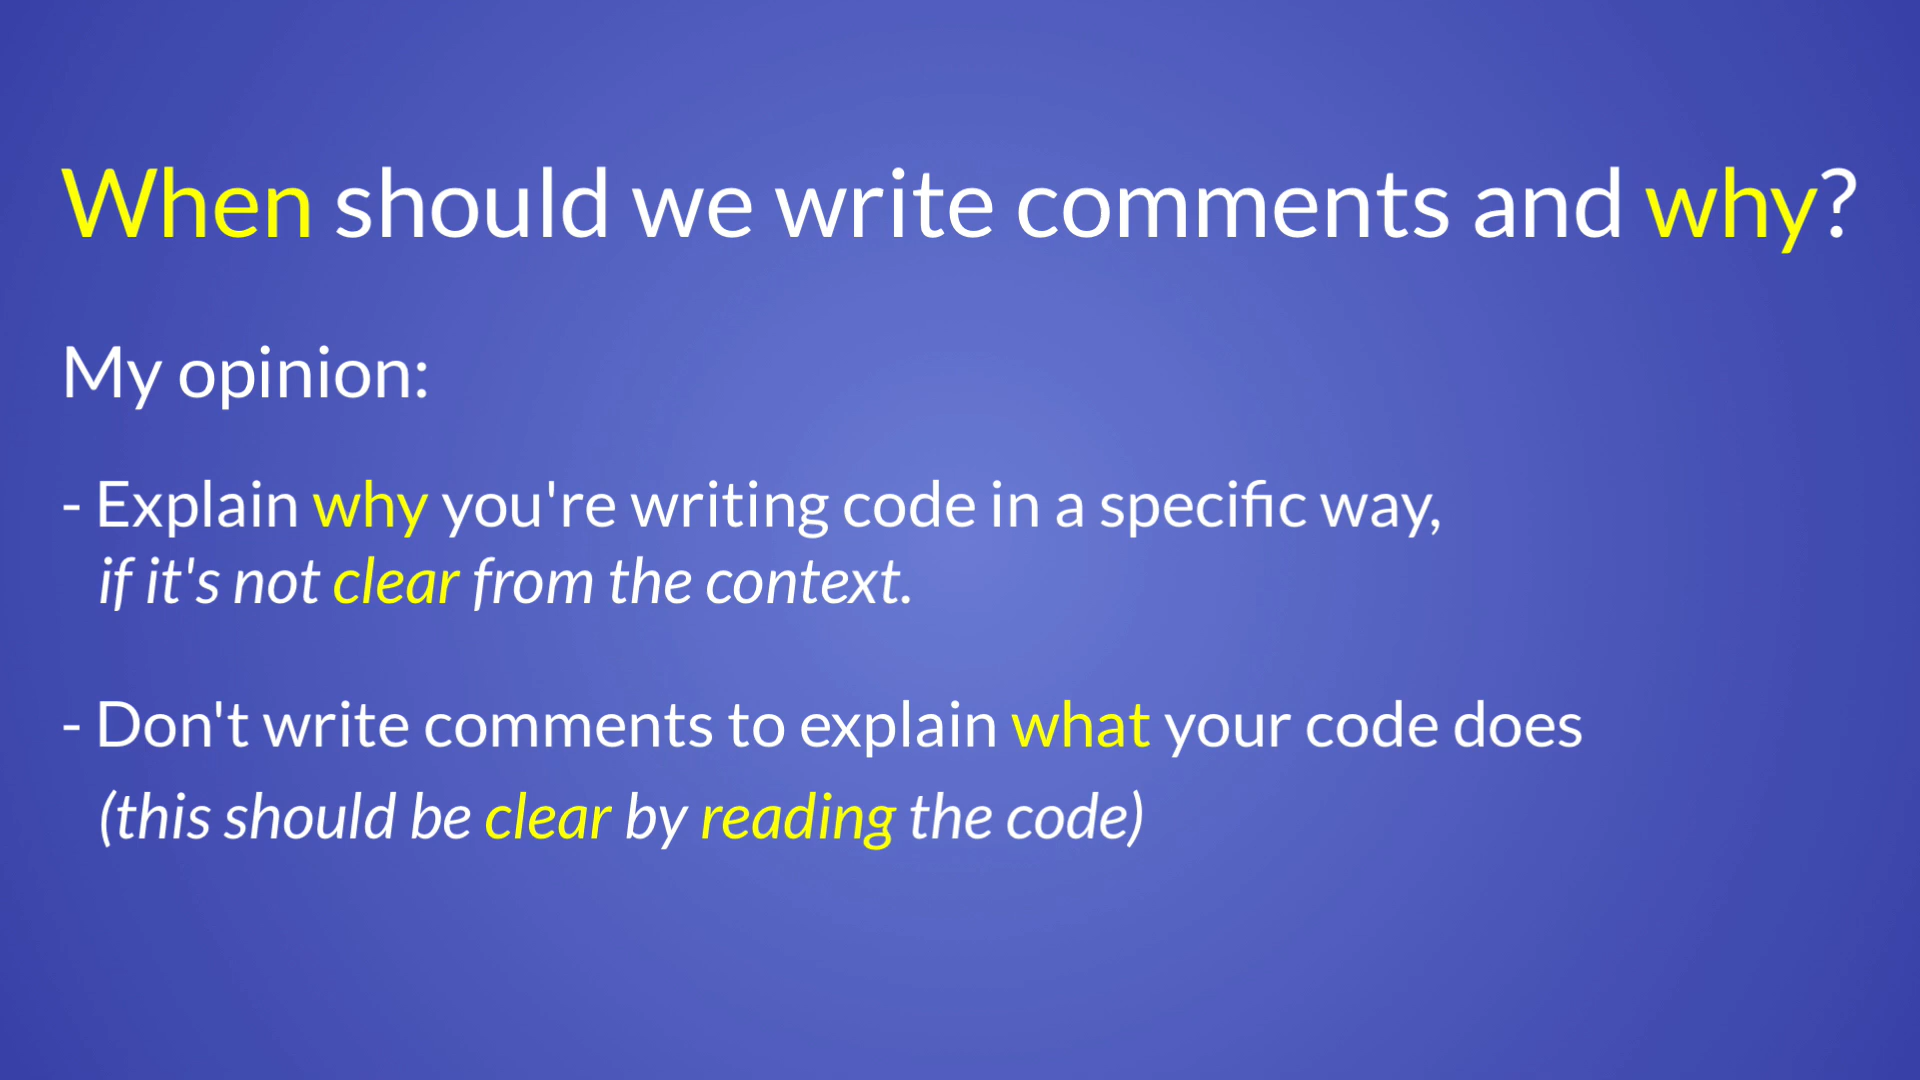 When should we write comments and why?
My opinion:
- Explain why you're writing code in a specific way,
if it's not clear from the context.
- Don't write comments to explain what your code does
(this should be clear by reading the code)